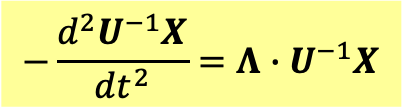 − d²U⁻¹X / dt² = Λ · U⁻¹X